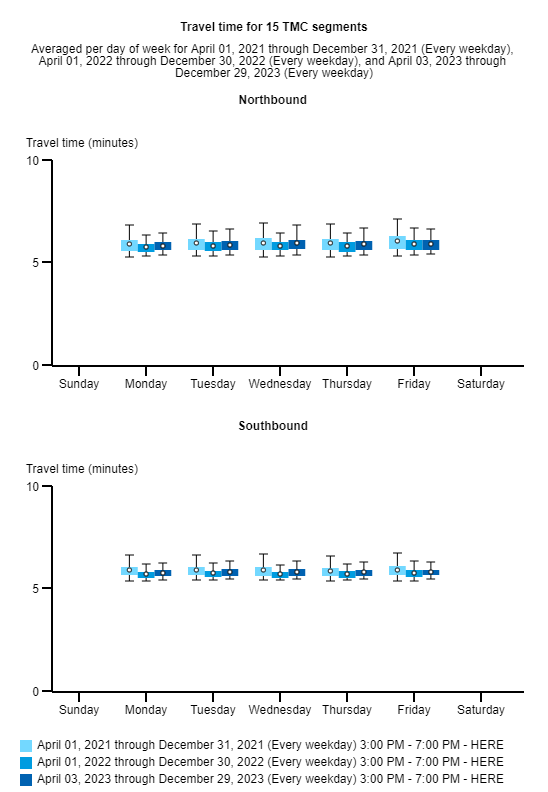 Travel time for 15 TMC segments
Averaged per day of week for April 01, 2021 through December 31, 2021 (Every weekday),
April 01, 2022 through December 30, 2022 (Every weekday), and April 03, 2023 through
December 29, 2023 (Every weekday)
Northbound
Travel time (minutes)
10
5
0
Sunday Monday Tuesday Wednesday Thursday Friday Saturday
Southbound
Travel time (minutes)
10
5
0
Sunday Monday Tuesday Wednesday Thursday Friday Saturday
April 01, 2021 through December 31, 2021 (Every weekday) 3:00 PM - 7:00 PM - HERE
April 01, 2022 through December 30, 2022 (Every weekday) 3:00 PM - 7:00 PM - HERE
April 03, 2023 through December 29, 2023 (Every weekday) 3:00 PM - 7:00 PM - HERE